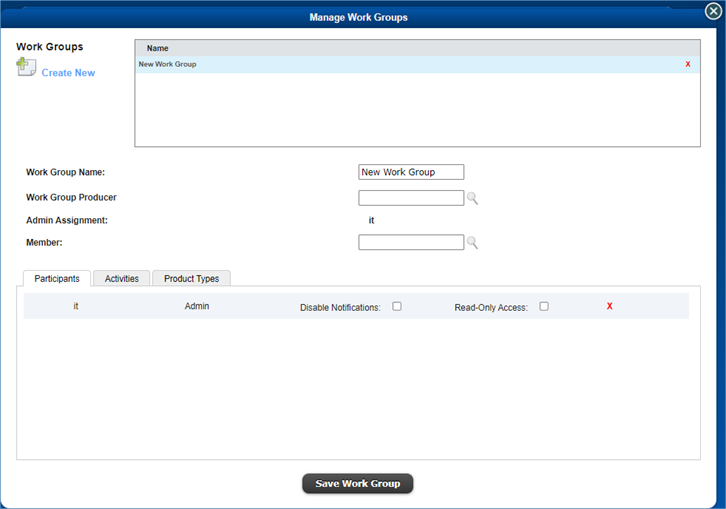 Manage Work Groups
Work Groups
Create New
Name
New Work Group X
Work Group Name: New Work Group
Work Group Producer
Admin Assignment: it
Member:
Participants Activities Product Types
it Admin Disable Notifications: Read-Only Access: X
Save Work Group